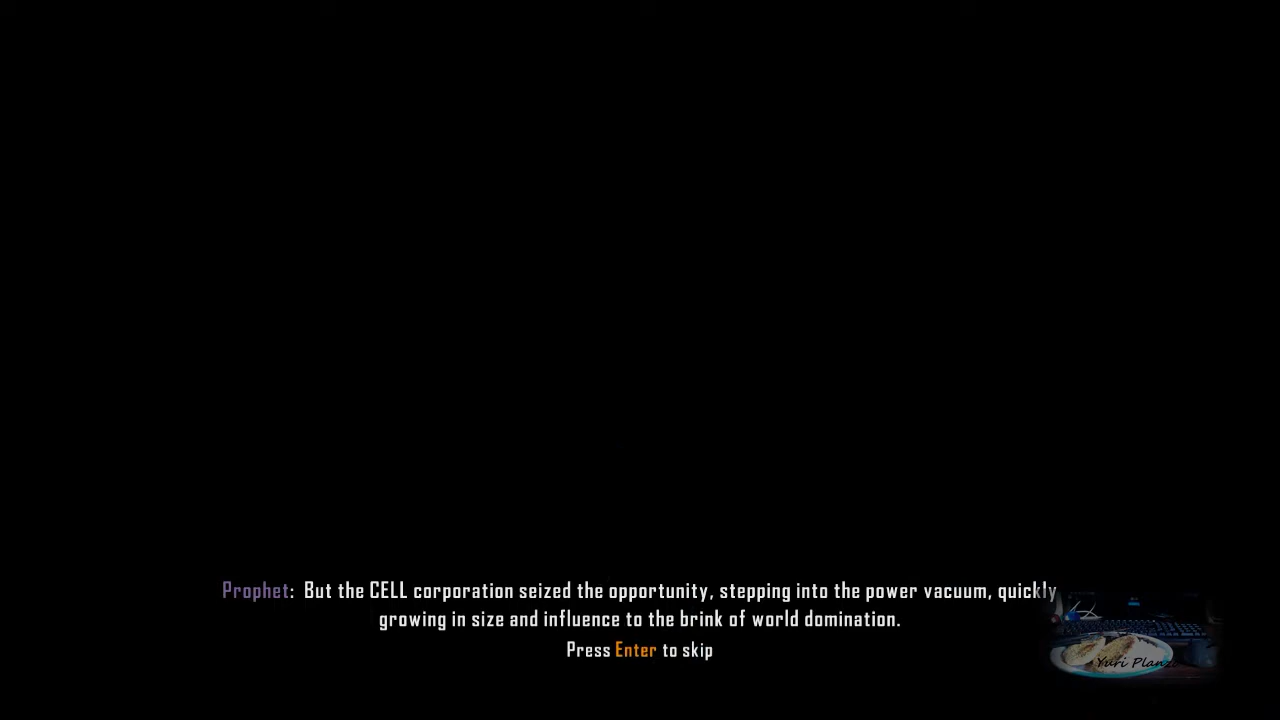 Prophet: But the CELL corporation seized the opportunity, stepping into the power vacuum, quickly
growing in size and influence to the brink of world domination.
Press Enter to skip
Yuri